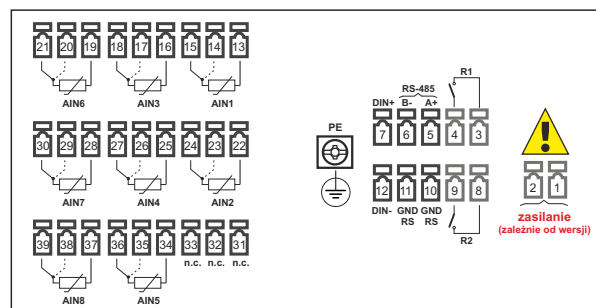 21 20 19 18 17 16 15 14 13
AIN6 AIN3 AIN1
30 29 28 27 26 25 24 23 22
AIN7 AIN4 AIN2
39 38 37 36 35 34 33 32 31
n.c. n.c. n.c.
AIN8 AIN5
PE
R1
RS-485
DIN+ B- A+
7 6 5 4 3
12 11 10 9 8
DIN- GND RS GND RS
R2
!
2 1
zasilanie
(zależnie od wersji)